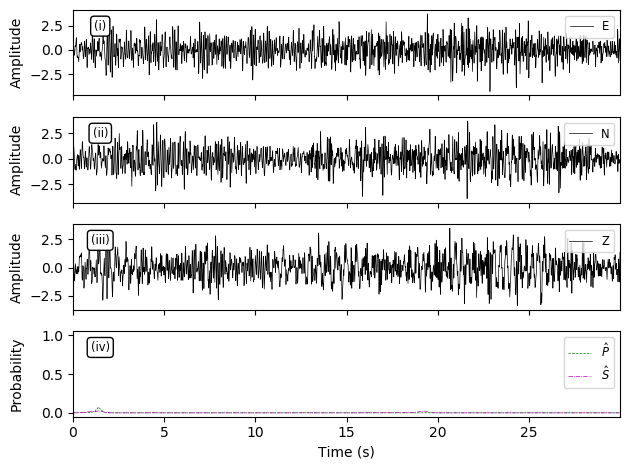 Amplitude
2.5
0.0
−2.5
(i)
E
Amplitude
2.5
0.0
−2.5
(ii)
N
Amplitude
2.5
0.0
−2.5
(iii)
Z
Probability
1.0
0.5
0.0
(iv)
P̂
Ŝ
0 5 10 15 20 25
Time (s)